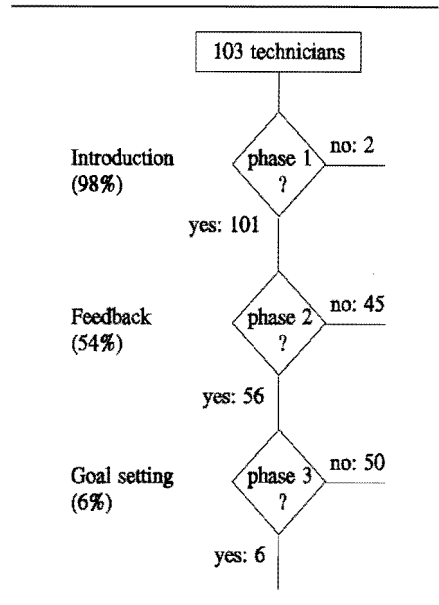 103 technicians
Introduction
(98%)
phase 1
?
no: 2
yes: 101
Feedback
(54%)
phase 2
?
no: 45
yes: 56
Goal setting
(6%)
phase 3
?
no: 50
yes: 6